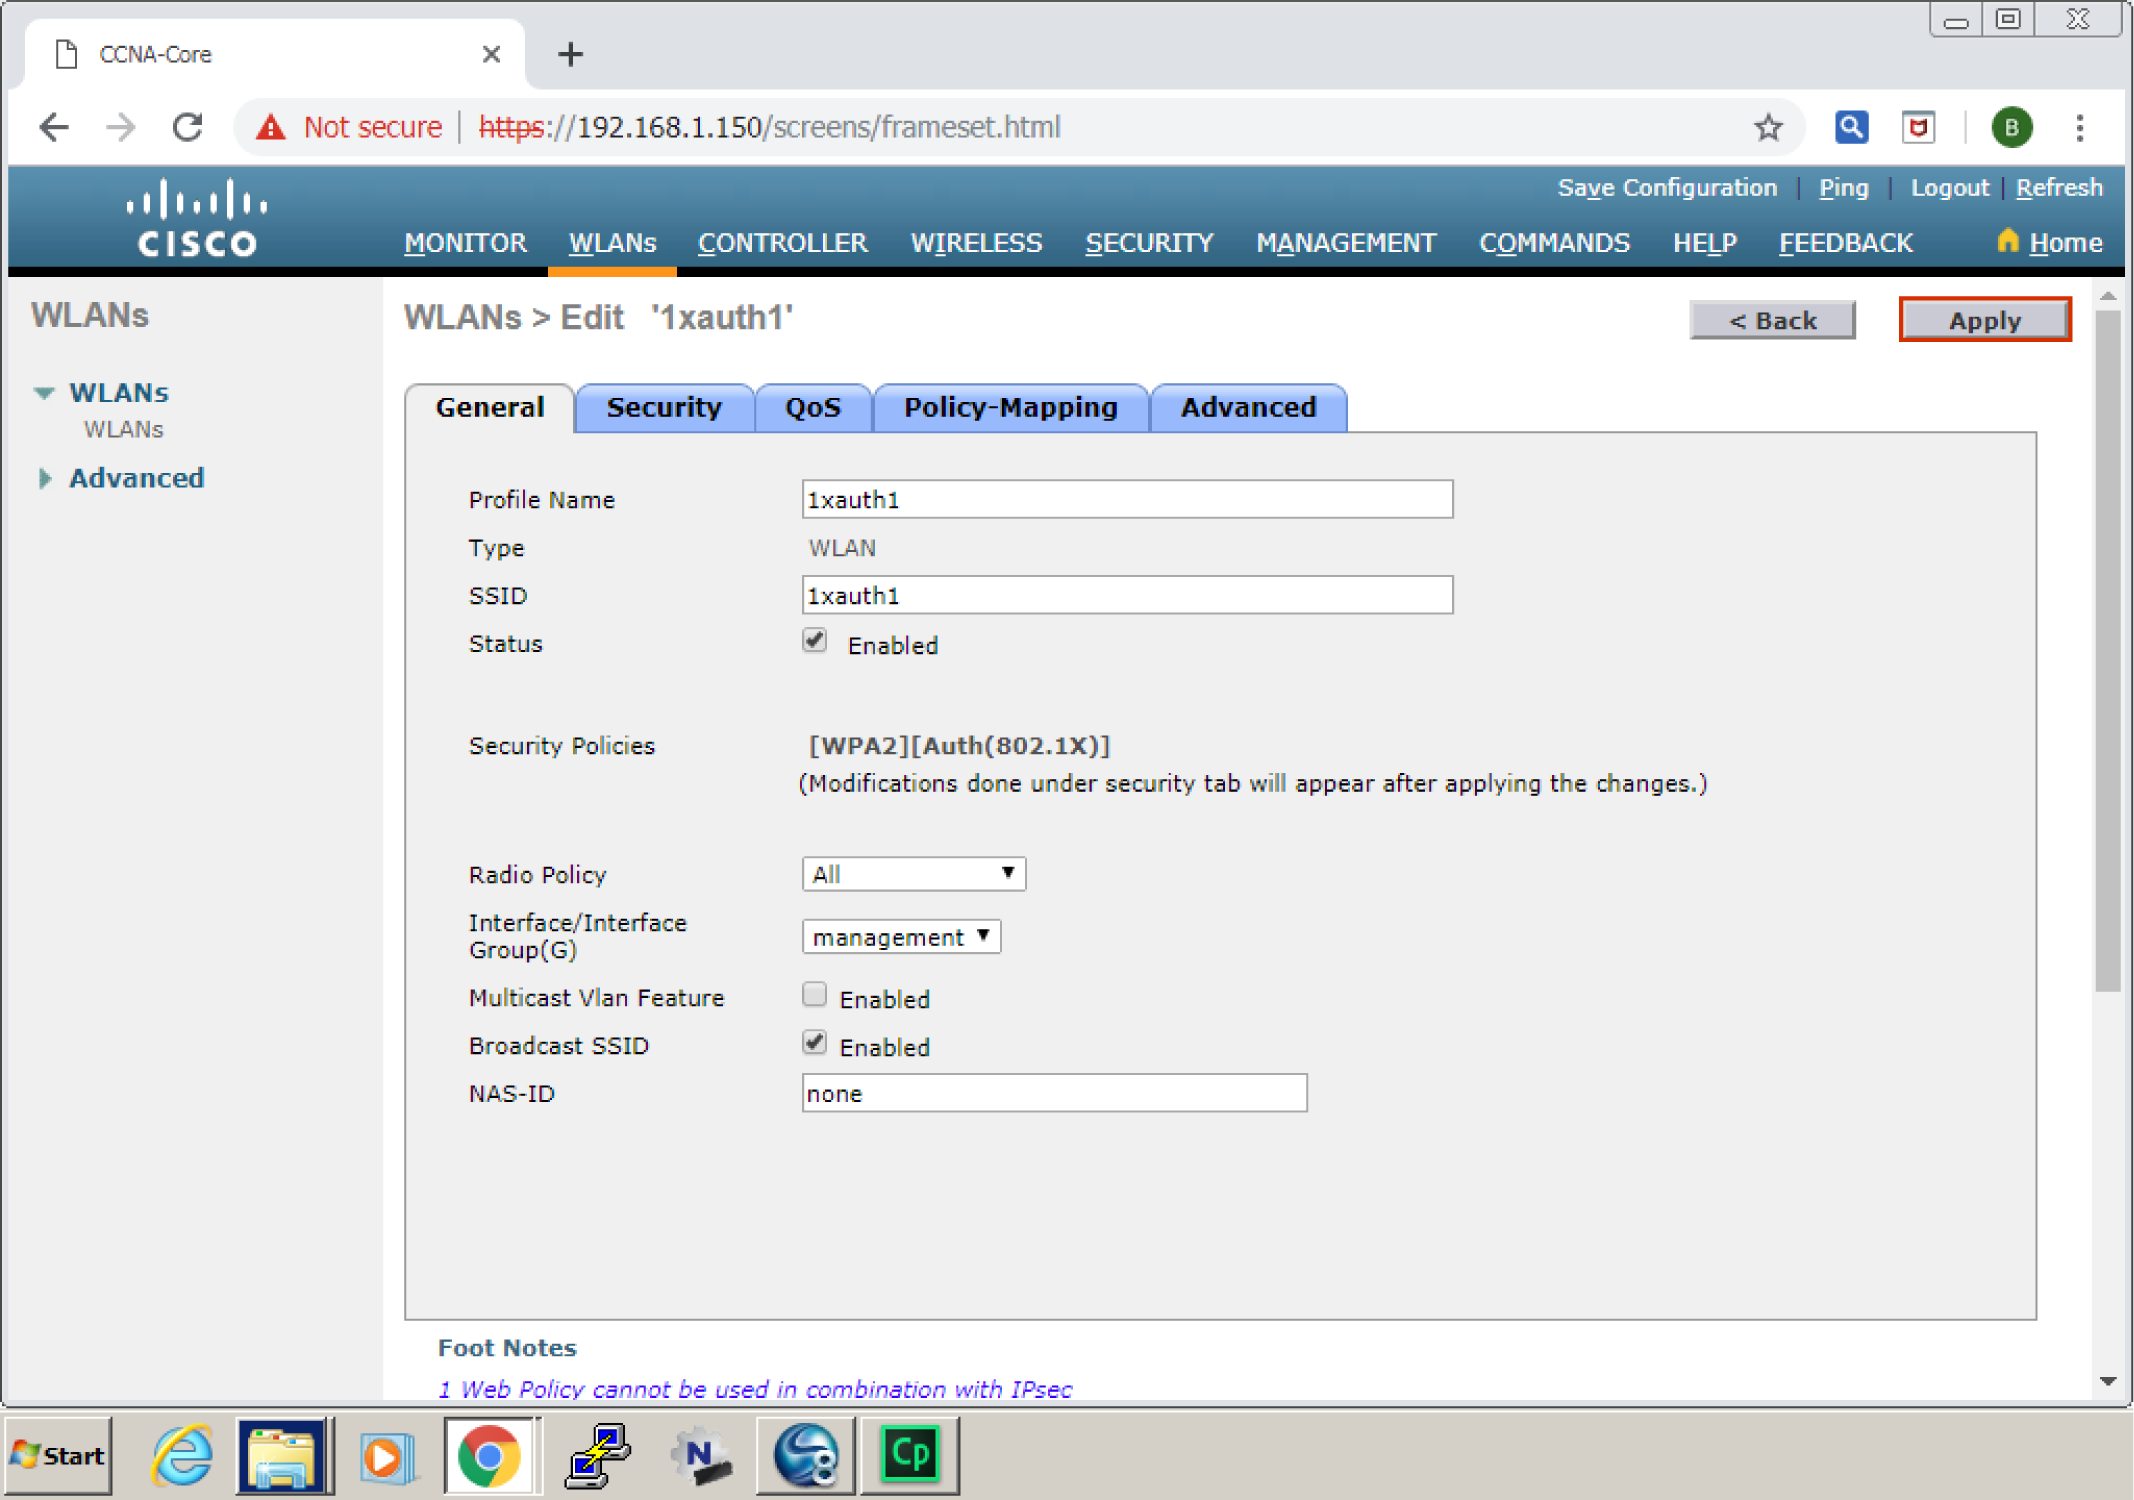 CCNA-Core
Not secure | https://192.168.1.150/screens/frameset.html
B
Save Configuration | Ping | Logout | Refresh
CISCO
MONITOR WLANs CONTROLLER WIRELESS SECURITY MANAGEMENT COMMANDS HELP FEEDBACK Home
WLANs
WLANs
WLANs
Advanced
WLANs > Edit '1xauth1'
< Back
Apply
General Security QoS Policy-Mapping Advanced
Profile Name 1xauth1
Type WLAN
SSID 1xauth1
Status Enabled
Security Policies [WPA2][Auth(802.1X)]
(Modifications done under security tab will appear after applying the changes.)
Radio Policy All
Interface/Interface
Group(G) management
Multicast Vlan Feature Enabled
Broadcast SSID Enabled
NAS-ID none
Foot Notes
1 Web Policy cannot be used in combination with IPsec
Start
N
8
Cp